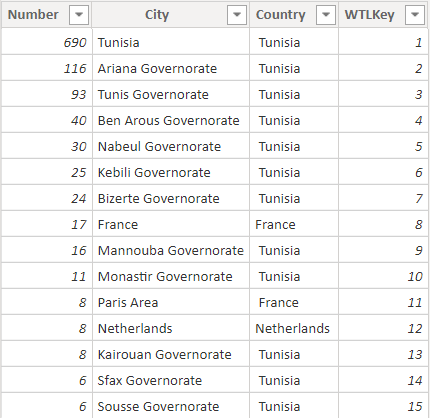 Number City Country WTLKey
690 Tunisia Tunisia 1
116 Ariana Governorate Tunisia 2
93 Tunis Governorate Tunisia 3
40 Ben Arous Governorate Tunisia 4
30 Nabeul Governorate Tunisia 5
25 Kebili Governorate Tunisia 6
24 Bizerte Governorate Tunisia 7
17 France France 8
16 Mannouba Governorate Tunisia 9
11 Monastir Governorate Tunisia 10
8 Paris Area France 11
8 Netherlands Netherlands 12
8 Kairouan Governorate Tunisia 13
6 Sfax Governorate Tunisia 14
6 Sousse Governorate Tunisia 15